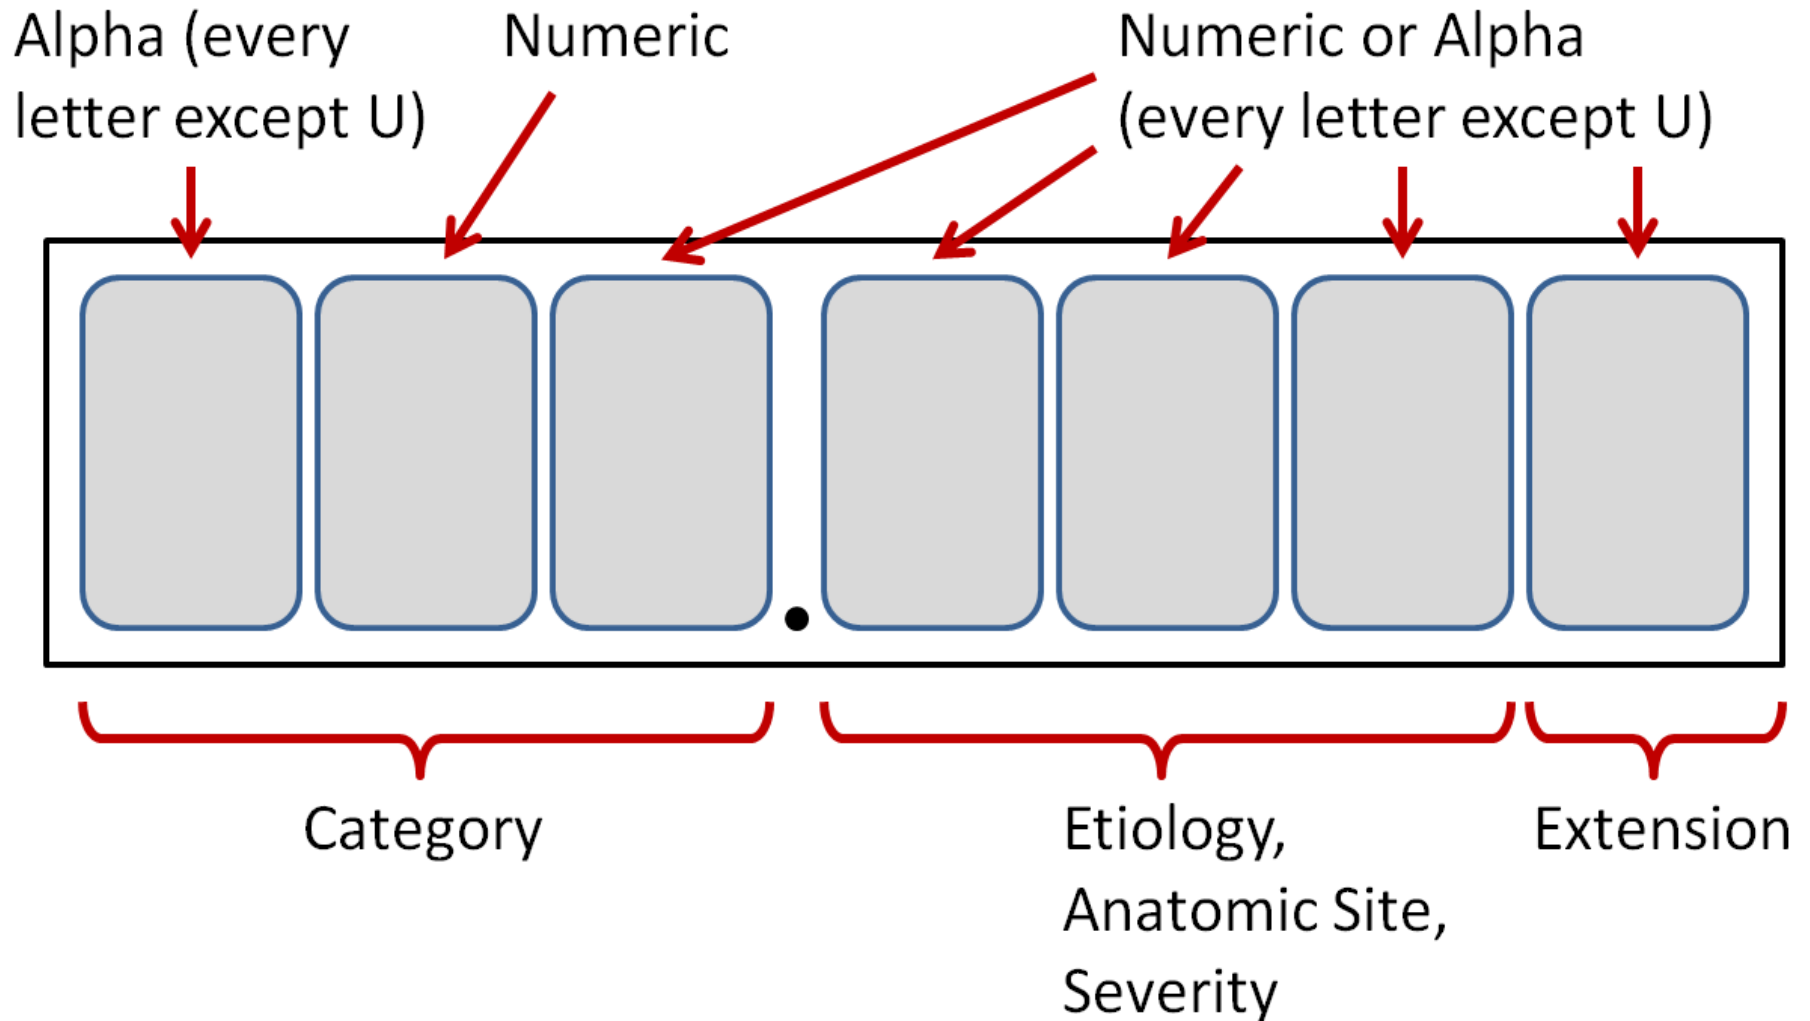 Alpha (every
letter except U)
Numeric
Numeric or Alpha
(every letter except U)
.
Category
Etiology,
Anatomic Site,
Severity
Extension